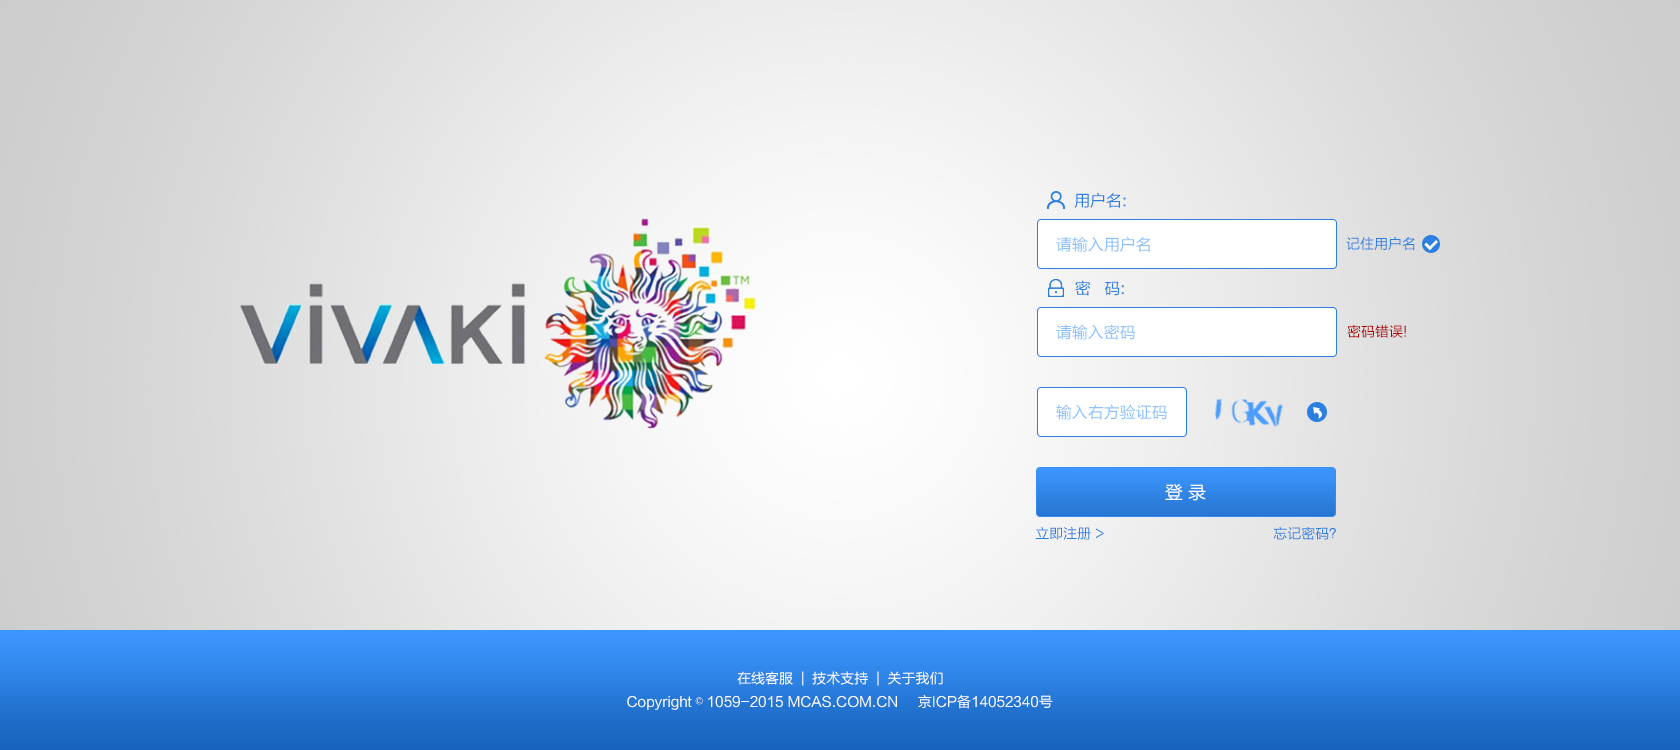 ViVAKi
TM
用户名:
请输入用户名
记住用户名
密 码:
请输入密码
密码错误!
输入右方验证码
登 录
立即注册 >
忘记密码?
在线客服 | 技术支持 | 关于我们
Copyright © 1059-2015 MCAS.COM.CN 京ICP备14052340号